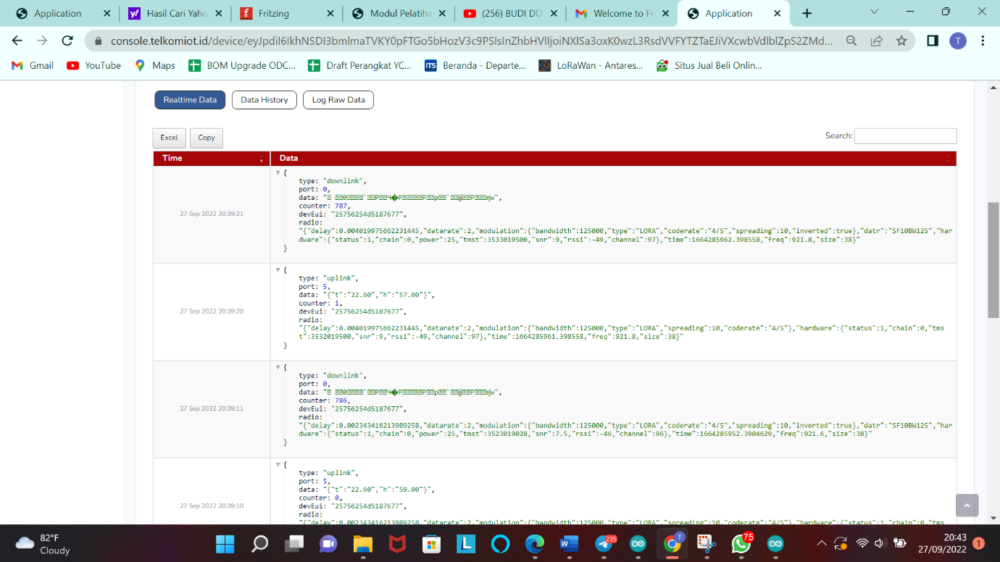 Application
Hasil Cari Yaho
Fritzing
Modul Pelatiha
(256) BUDI DO
Welcome to Fri
Application
console.telkomiot.id/device/eyJpdiI6IkhNSDI3bmlmaTVKY0pFTGo5bHozV3c9PSIsInZhbHVlIjoiNXlSa3oxK0wzL3RsdVVFYTZTaEJiVXcwbVdlblZpS2ZMd...
T
Gmail
YouTube
Maps
BOM Upgrade ODC...
Draft Perangkat YC...
ITS Beranda - Departe...
LoRaWan - Antares...
Situs Jual Beli Onlin...
Realtime Data
Data History
Log Raw Data
Excel
Copy
Search:
Time
Data
27 Sep 2022 20:39:21
{
type: "downlink",
port: 0,
data:
counter: 787,
devEui: "25756254d5187677",
radio:
"{"delay":0.004019975662231445,"datarate":2,"modulation":{"bandwidth":125000,"type":"LORA","coderate":"4/5","spreading":10,"inverted":true},"datr":"SF10BW125","har
dware":{"status":1,"chain":0,"power":25,"tmst":3533019500,"snr":9,"rssi":-49,"channel":97},"time":1664285962.398558,"freq":921.8,"size":38}"
}
27 Sep 2022 20:39:20
{
type: "uplink",
port: 5,
data: "{"t":"22.60","h":"57.00"}",
counter: 1,
devEui: "25756254d5187677",
radio:
"{"delay":0.004019975662231445,"datarate":2,"modulation":{"bandwidth":125000,"type":"LORA","spreading":10,"coderate":"4/5"},"hardware":{"status":1,"chain":0,"tms
t":3532019500,"snr":9,"rssi":-49,"channel":97},"time":1664285961.398558,"freq":921.8,"size":38}"
}
27 Sep 2022 20:39:11
{
type: "downlink",
port: 0,
data:
counter: 786,
devEui: "25756254d5187677",
radio:
"{"delay":0.002343416213989258,"datarate":2,"modulation":{"bandwidth":125000,"type":"LORA","coderate":"4/5","spreading":10,"inverted":true},"datr":"SF10BW125","har
dware":{"status":1,"chain":0,"power":25,"tmst":3523019028,"snr":7.5,"rssi":-46,"channel":96},"time":1664285952.3904629,"freq":921.6,"size":38}"
}
27 Sep 2022 20:39:10
{
type: "uplink",
port: 5,
data: "{"t":"22.60","h":"59.00"}",
counter: 0,
devEui: "25756254d5187677",
radio:
"{"delay":0.002343416213989258,"datarate":2,"modulation":{"bandwidth":125000,"type":"LORA","spreading":10,"coderate":"4/5"},"hardware":{"status":1,"chain":0,"tms
82°F
Cloudy
L
W
235
T
75
20:43
27/09/2022
1